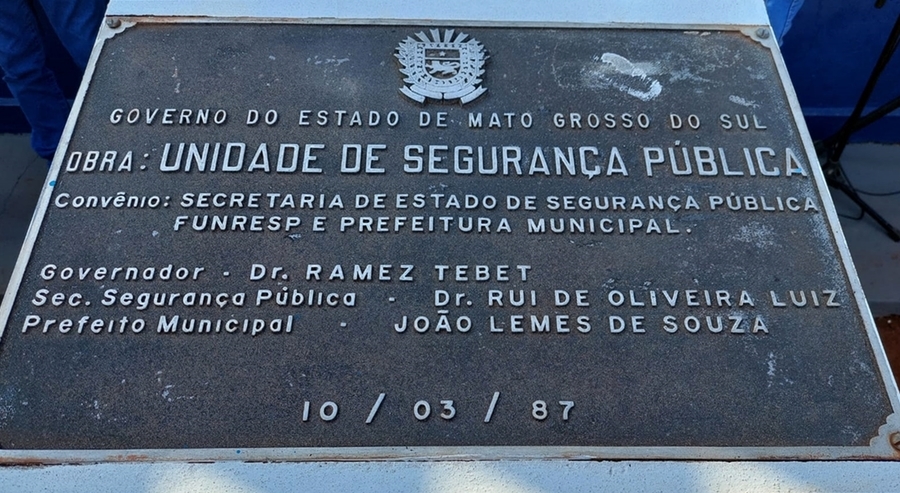 GOVERNO DO ESTADO DE MATO GROSSO DO SUL
OBRA: UNIDADE DE SEGURANÇA PÚBLICA
Convênio: SECRETARIA DE ESTADO DE SEGURANÇA PÚBLICA
FUNRESP E PREFEITURA MUNICIPAL.
Governador - Dr. RAMEZ TEBET
Sec. Segurança Pública - Dr. RUI DE OLIVEIRA LUIZ
Prefeito Municipal - JOÃO LEMES DE SOUZA
10 / 03 / 87